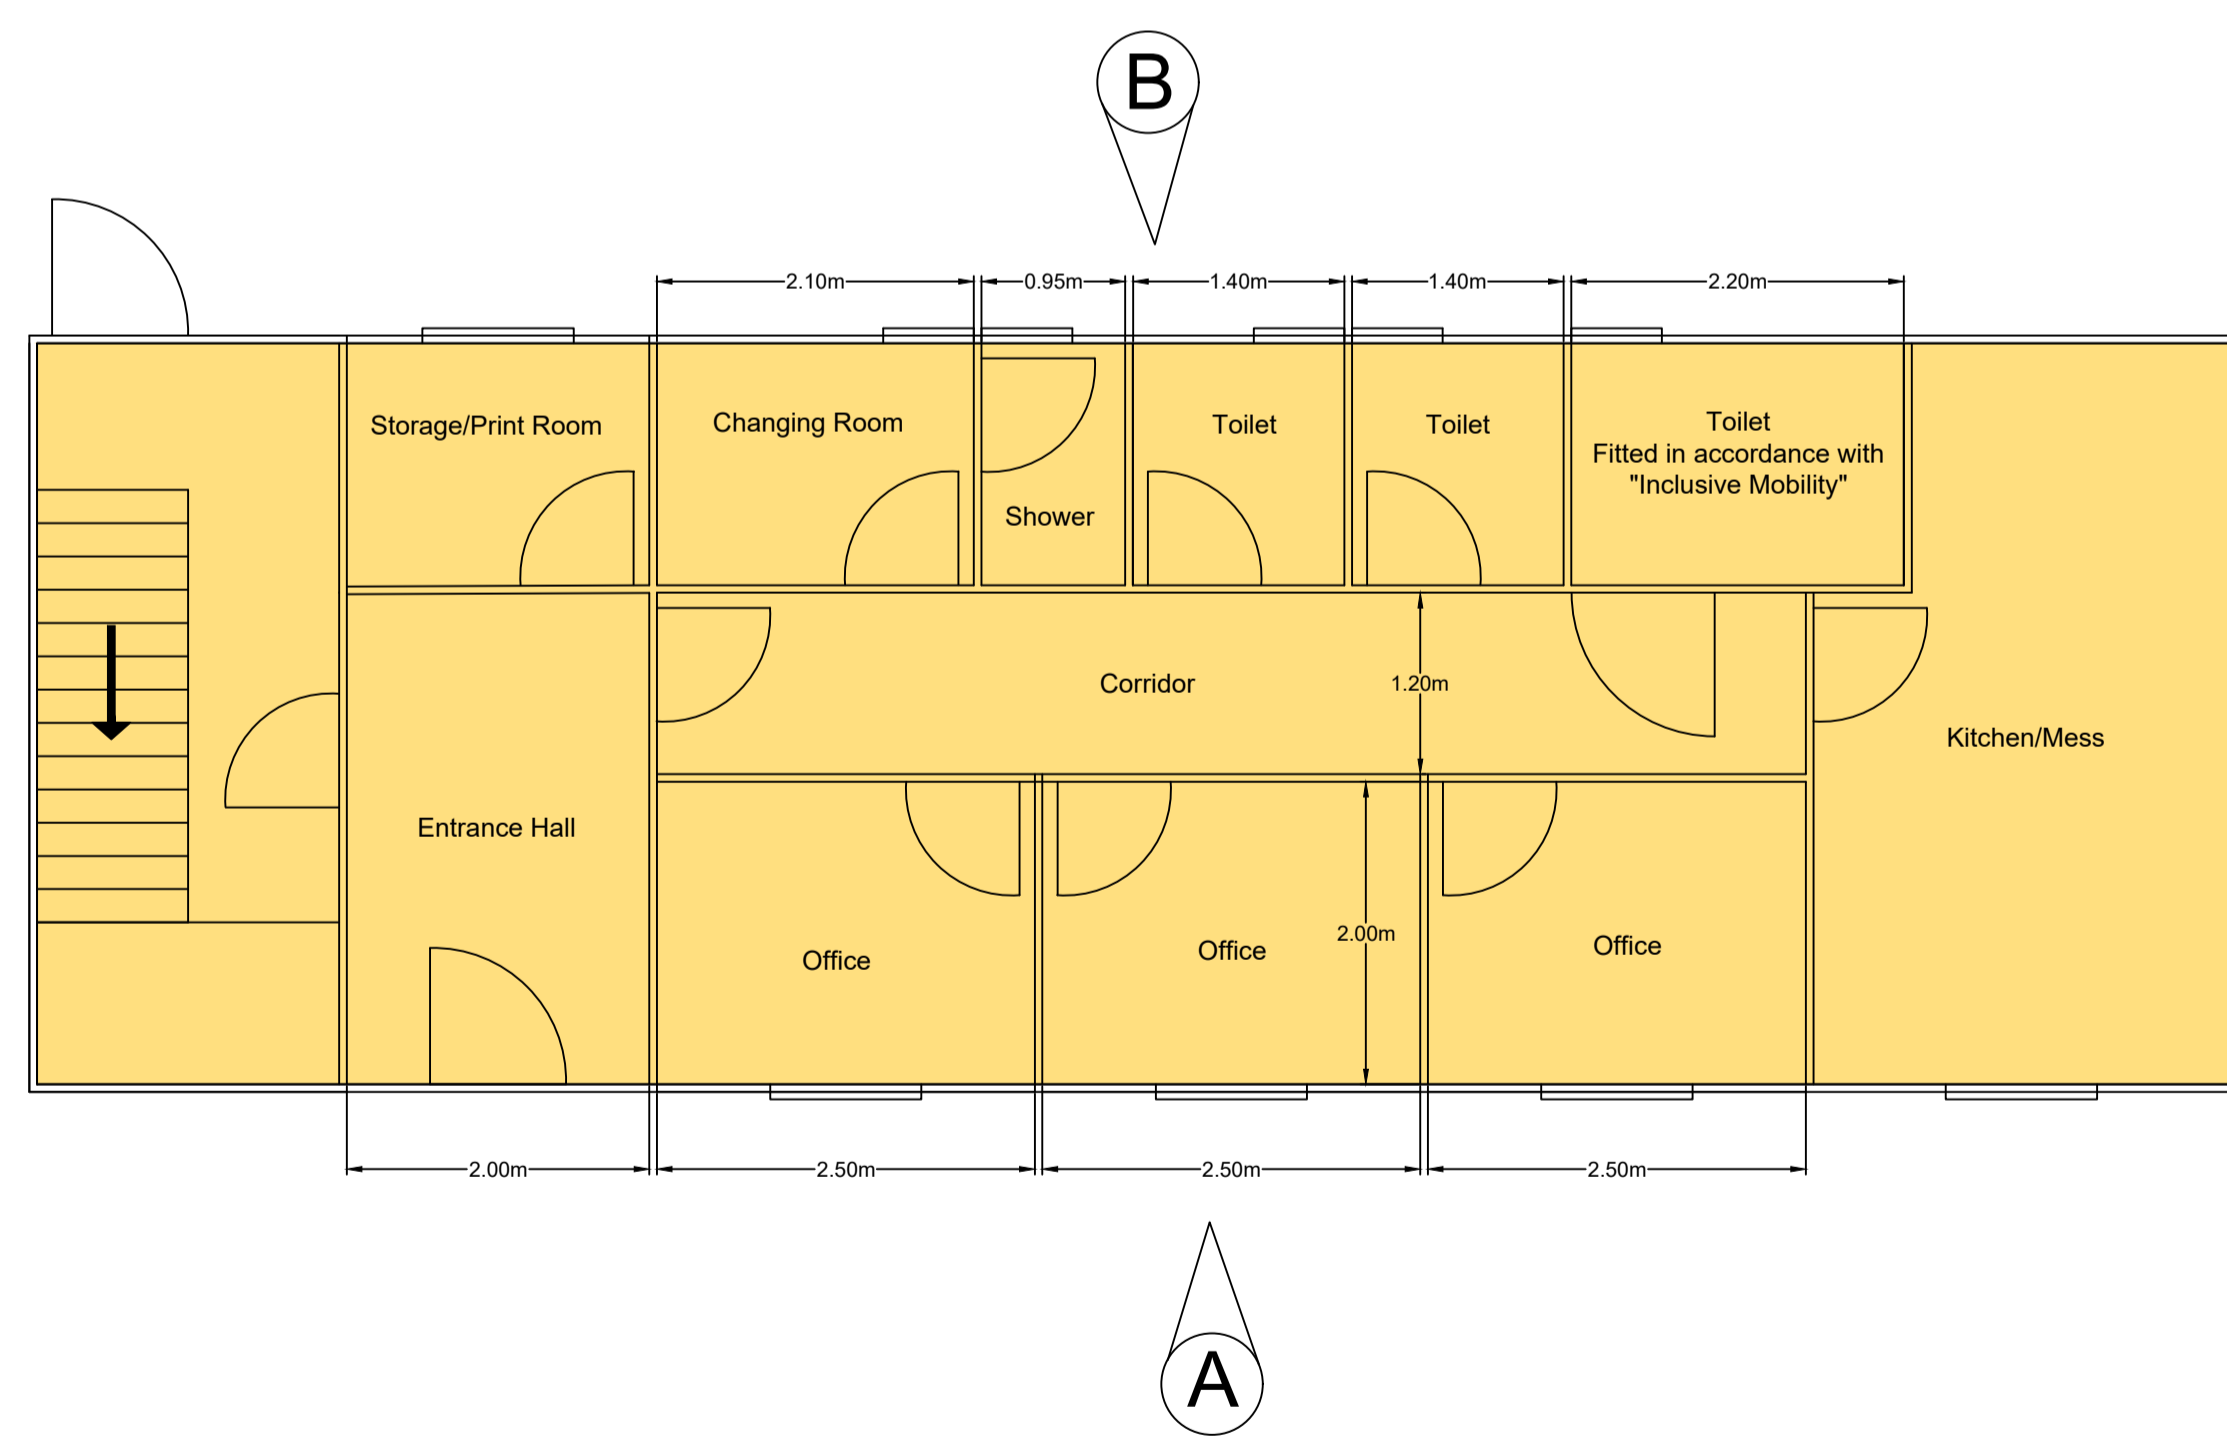 B
2.10m
0.95m
1.40m
1.40m
2.20m
Storage/Print Room
Changing Room
Shower
Toilet
Toilet
Toilet
Fitted in accordance with
"Inclusive Mobility"
Corridor
1.20m
Kitchen/Mess
Entrance Hall
Office
Office
2.00m
Office
2.00m
2.50m
2.50m
2.50m
A